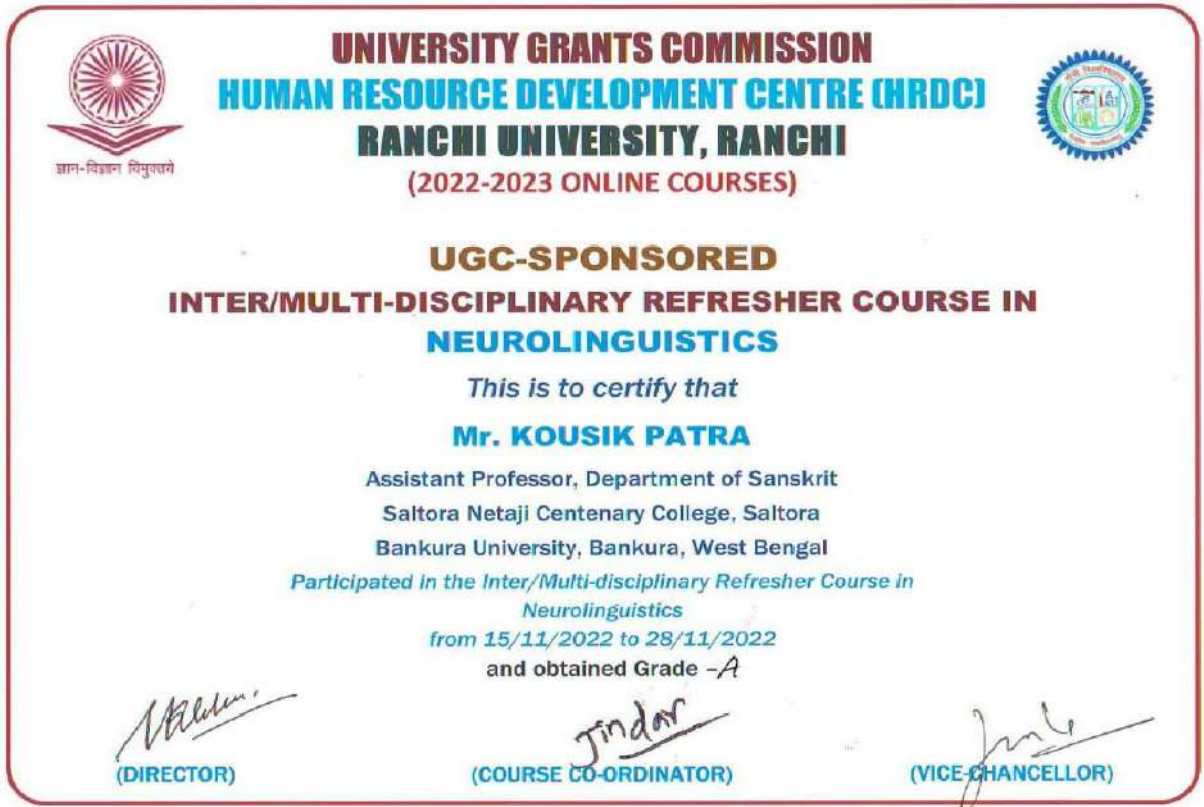 UNIVERSITY GRANTS COMMISSION
HUMAN RESOURCE DEVELOPMENT CENTRE (HRDC)
RANCHI UNIVERSITY, RANCHI
(2022-2023 ONLINE COURSES)
ज्ञान-विज्ञान विमुक्तये
UGC-SPONSORED
INTER/MULTI-DISCIPLINARY REFRESHER COURSE IN
NEUROLINGUISTICS
This is to certify that
Mr. KOUSIK PATRA
Assistant Professor, Department of Sanskrit
Saltora Netaji Centenary College, Saltora
Bankura University, Bankura, West Bengal
Participated in the Inter/Multi-disciplinary Refresher Course in
Neurolinguistics
from 15/11/2022 to 28/11/2022
and obtained Grade -A
(DIRECTOR)
(COURSE CO-ORDINATOR)
(VICE-CHANCELLOR)